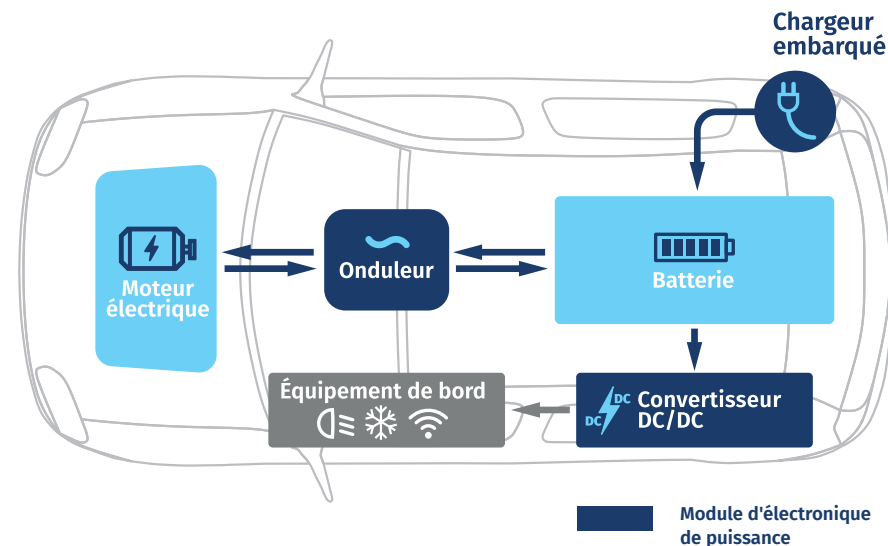 Chargeur
embarqué
Moteur
électrique
Onduleur
Batterie
Équipement de bord
DC
DC
Convertisseur
DC/DC
Module d'électronique
de puissance